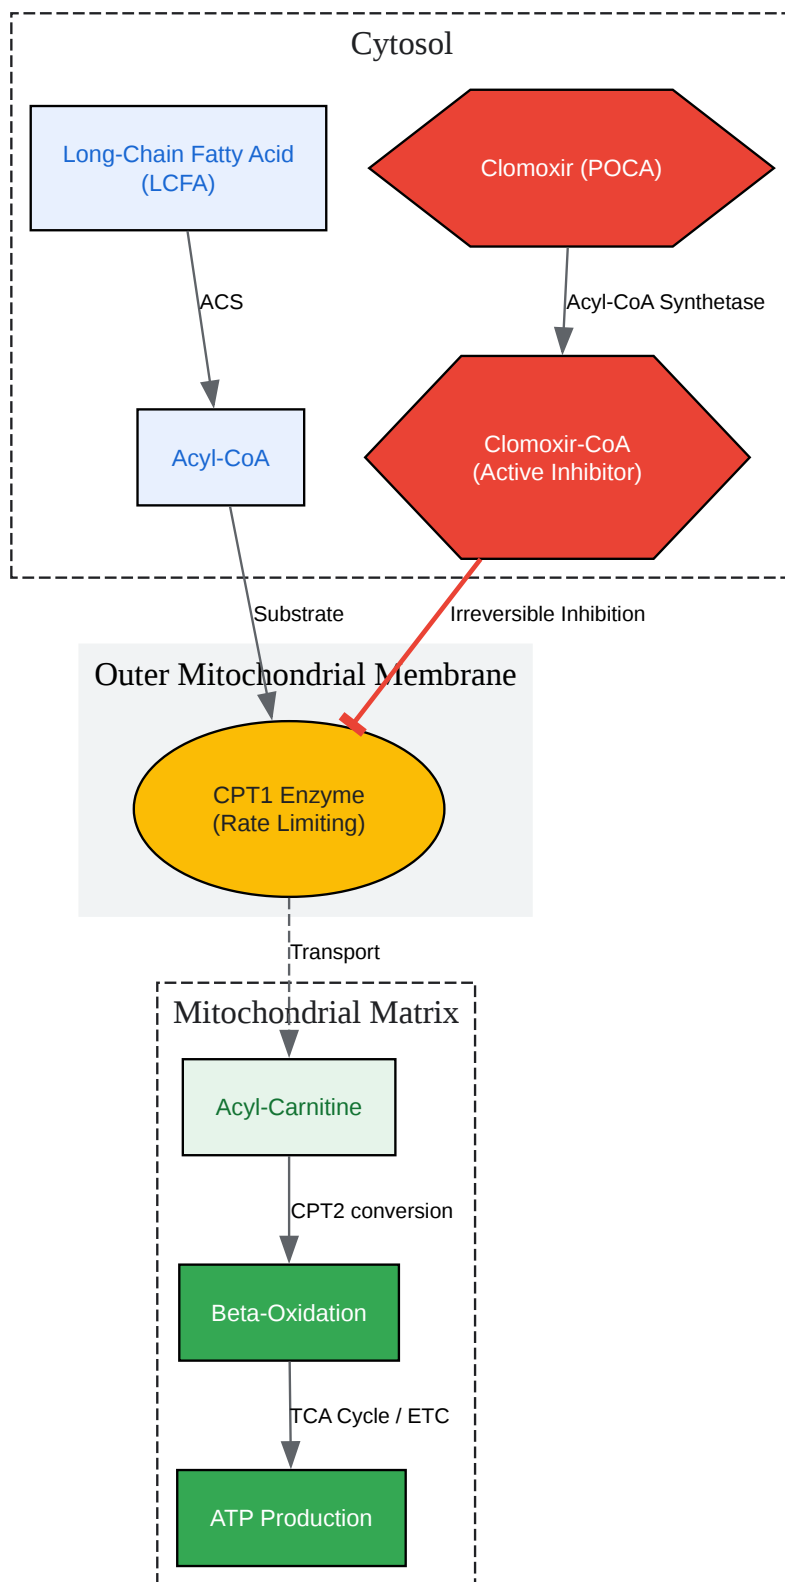 Cytosol
Long-Chain Fatty Acid
(LCFA)
Clomoxir (POCA)
ACS
Acyl-CoA Synthetase
Acyl-CoA
Clomoxir-CoA
(Active Inhibitor)
Substrate
Irreversible Inhibition
Outer Mitochondrial Membrane
CPT1 Enzyme
(Rate Limiting)
Transport
Mitochondrial Matrix
Acyl-Carnitine
CPT2 conversion
Beta-Oxidation
TCA Cycle / ETC
ATP Production